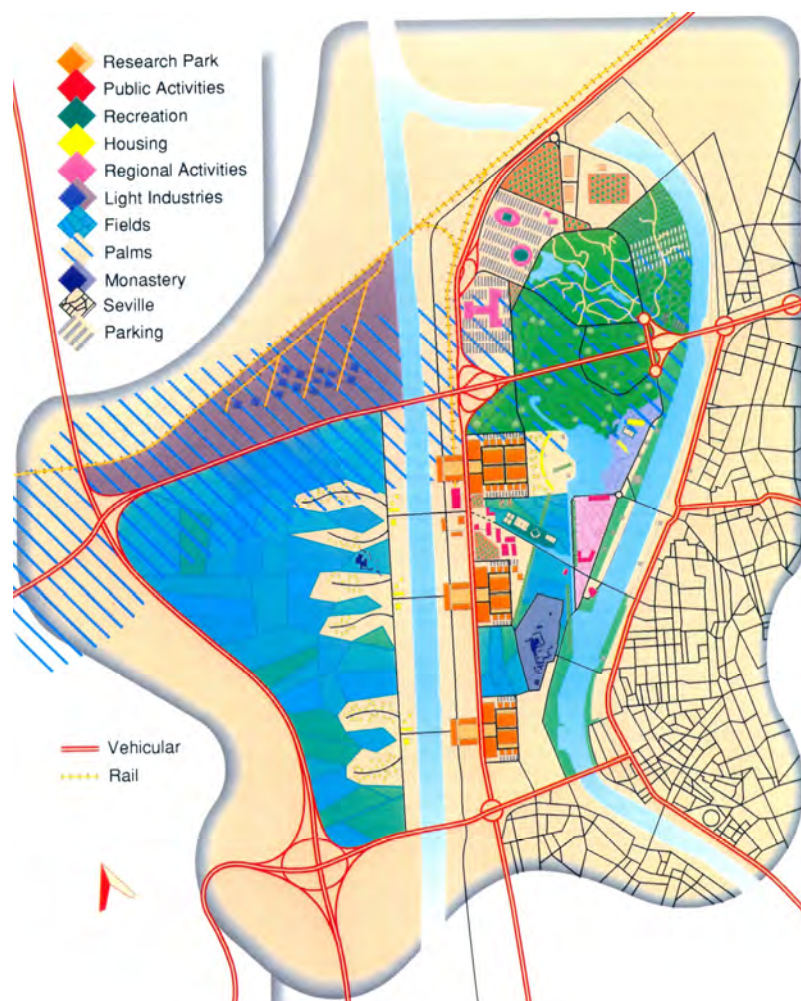 Research Park
Public Activities
Recreation
Housing
Regional Activities
Light Industries
Fields
Palms
Monastery
Seville
Parking
Vehicular
Rail